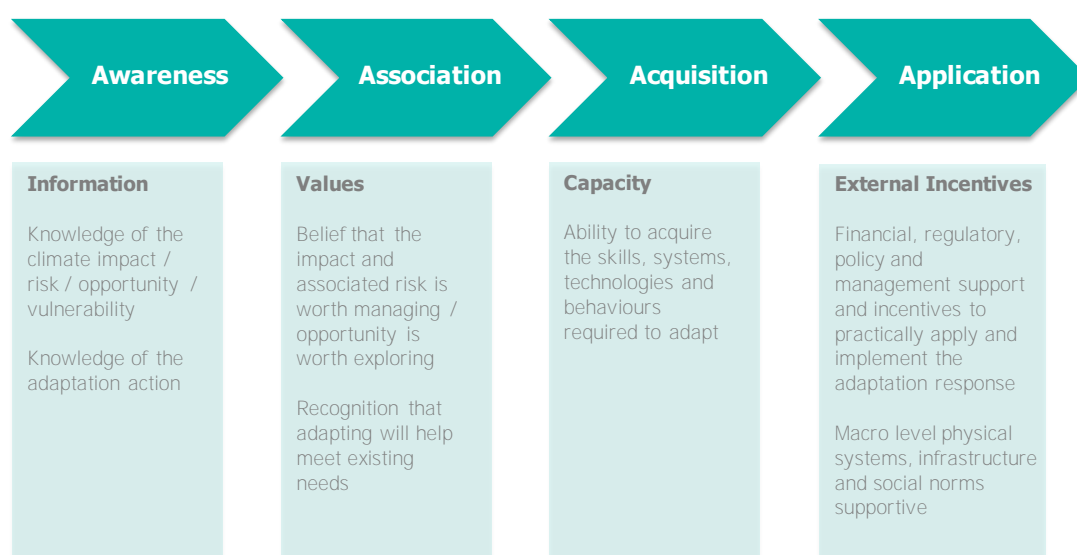 Awareness
Association
Acquisition
Application
Information
Knowledge of the
climate impact /
risk / opportunity /
vulnerability
Knowledge of the
adaptation action
Values
Belief that the
impact and
associated risk is
worth managing /
opportunity is
worth exploring
Recognition that
adapting will help
meet existing
needs
Capacity
Ability to acquire
the skills, systems,
technologies and
behaviours
required to adapt
External Incentives
Financial, regulatory,
policy and
management support
and incentives to
practically apply and
implement the
adaptation response
Macro level physical
systems, infrastructure
and social norms
supportive